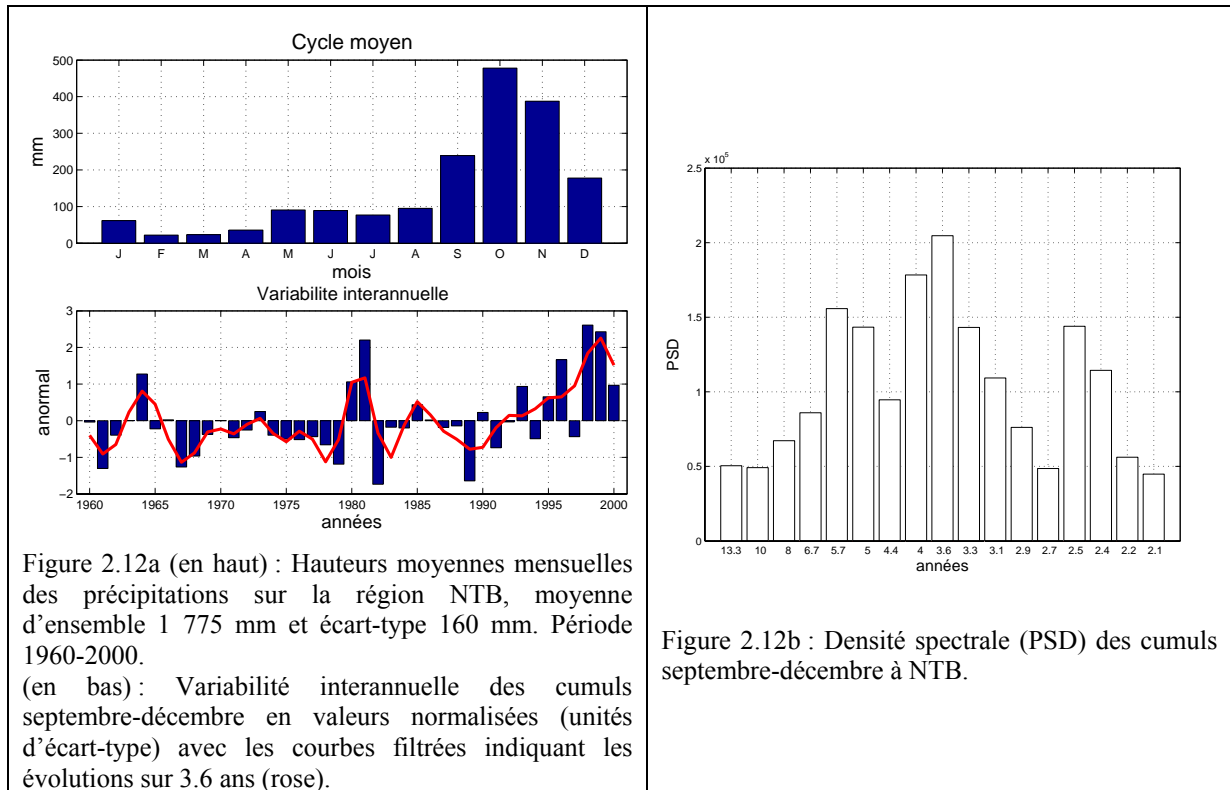 Cycle moyen
500
400
300
200
100
0
mm
J F M A M J J A S O N D
mois
Variabilite interannuelle
3
2
1
0
−1
−2
anormal
1960 1965 1970 1975 1980 1985 1990 1995 2000
années
Figure 2.12a (en haut) : Hauteurs moyennes mensuelles
des précipitations sur la région NTB, moyenne
d'ensemble 1 775 mm et écart-type 160 mm. Période
1960-2000.
(en bas) : Variabilité interannuelle des cumuls
septembre-décembre en valeurs normalisées (unités
d'écart-type) avec les courbes filtrées indiquant les
évolutions sur 3.6 ans (rose).
x 10⁵
2.5
2
1.5
1
0.5
0
PSD
13.3 10 8 6.7 5.7 5 4.4 4 3.6 3.3 3.1 2.9 2.7 2.5 2.4 2.2 2.1
années
Figure 2.12b : Densité spectrale (PSD) des cumuls
septembre-décembre à NTB.